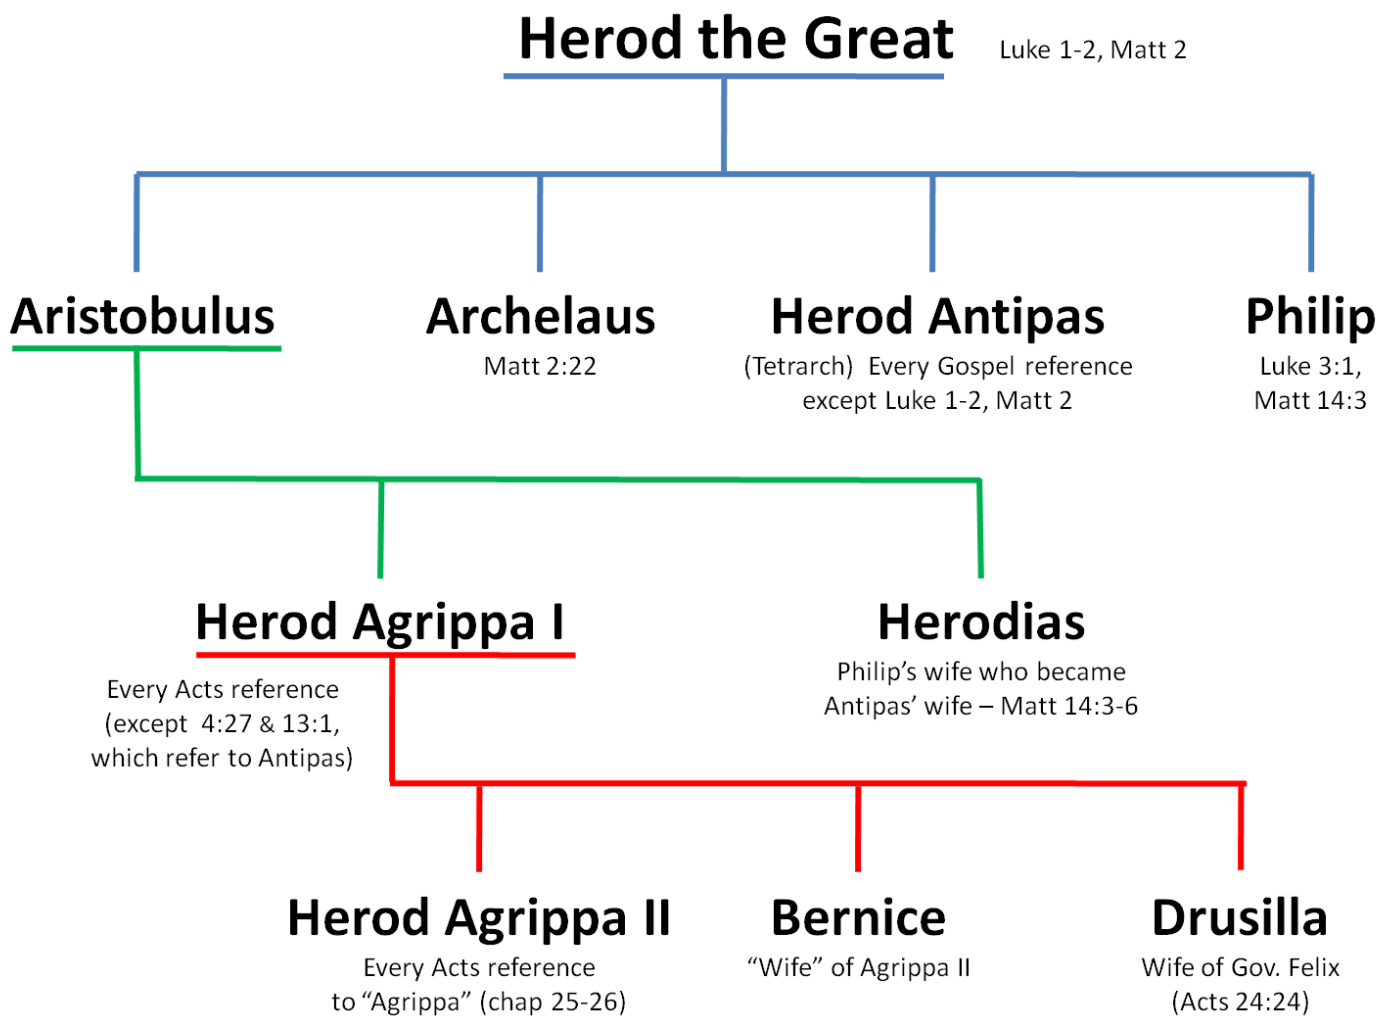 Herod the Great
Luke 1-2, Matt 2
Aristobulus
Archelaus
Matt 2:22
Herod Antipas
(Tetrarch)  Every Gospel reference
except Luke 1-2, Matt 2
Philip
Luke 3:1,
Matt 14:3
Herod Agrippa I
Every Acts reference
(except  4:27 & 13:1,
which refer to Antipas)
Herodias
Philip’s wife who became
Antipas’ wife – Matt 14:3-6
Herod Agrippa II
Every Acts reference
to “Agrippa” (chap 25-26)
Bernice
“Wife” of Agrippa II
Drusilla
Wife of Gov. Felix
(Acts 24:24)